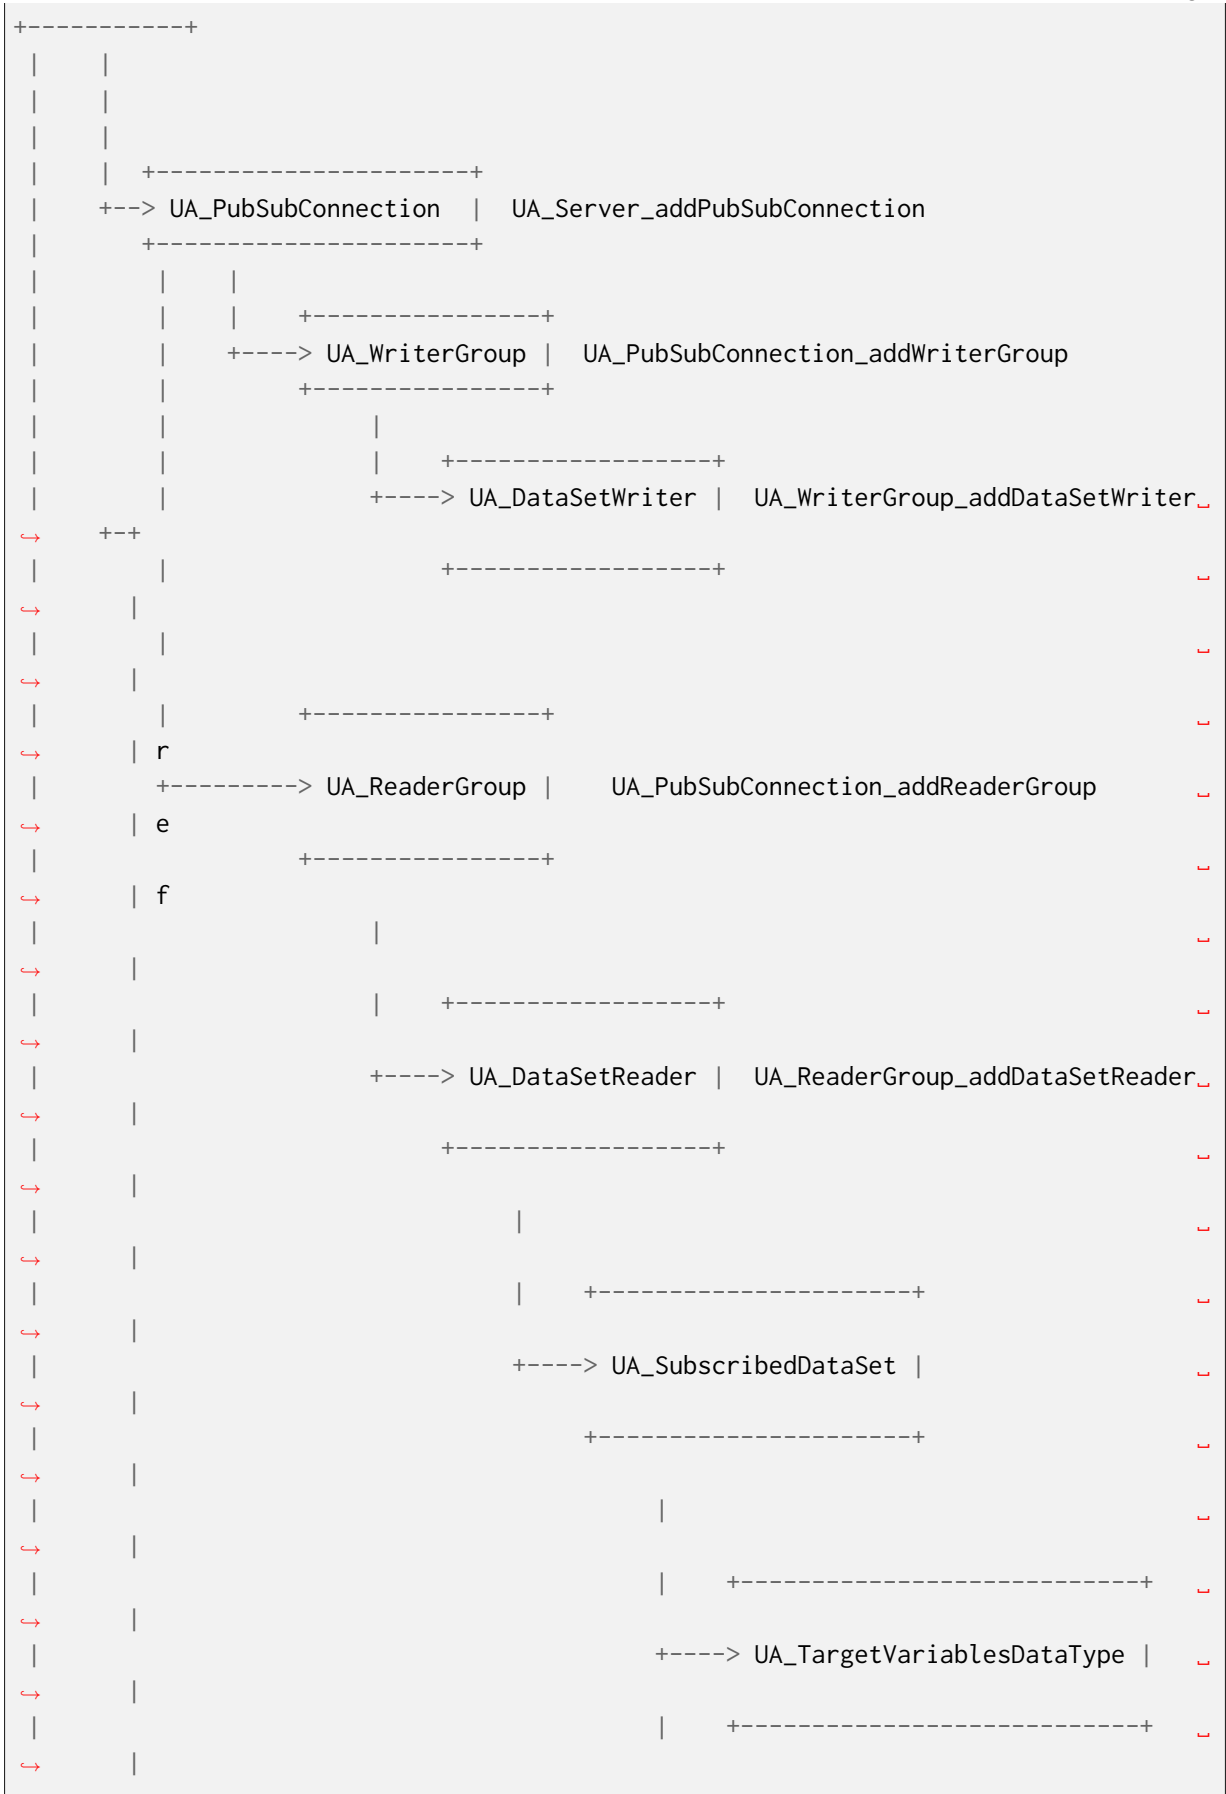 +-----------+
 |    |
 |    |
 |    |
 |    |  +----------------------+
 |    +--> UA_PubSubConnection  |  UA_Server_addPubSubConnection
 |       +----------------------+
 |        |    |
 |        |    |    +----------------+
 |        |    +----> UA_WriterGroup |  UA_PubSubConnection_addWriterGroup
 |        |         +----------------+
 |        |              |
 |        |              |    +------------------+
 |        |              +----> UA_DataSetWriter |  UA_WriterGroup_addDataSetWriter␣
↪    +-+
 |        |                   +------------------+                                 ␣
↪      |
 |        |                                                                        ␣
↪      |
 |        |         +----------------+                                             ␣
↪      | r
 |        +---------> UA_ReaderGroup |    UA_PubSubConnection_addReaderGroup       ␣
↪      | e
 |                  +----------------+                                             ␣
↪      | f
 |                       |                                                         ␣
↪      |
 |                       |    +------------------+                                 ␣
↪      |
 |                       +----> UA_DataSetReader |  UA_ReaderGroup_addDataSetReader␣
↪      |
 |                            +------------------+                                 ␣
↪      |
 |                                 |                                               ␣
↪      |
 |                                 |    +----------------------+                   ␣
↪      |
 |                                 +----> UA_SubscribedDataSet |                   ␣
↪      |
 |                                      +----------------------+                   ␣
↪      |
 |                                           |                                     ␣
↪      |
 |                                           |    +----------------------------+   ␣
↪      |
 |                                           +----> UA_TargetVariablesDataType |   ␣
↪      |
 |                                           |    +----------------------------+   ␣
↪      |